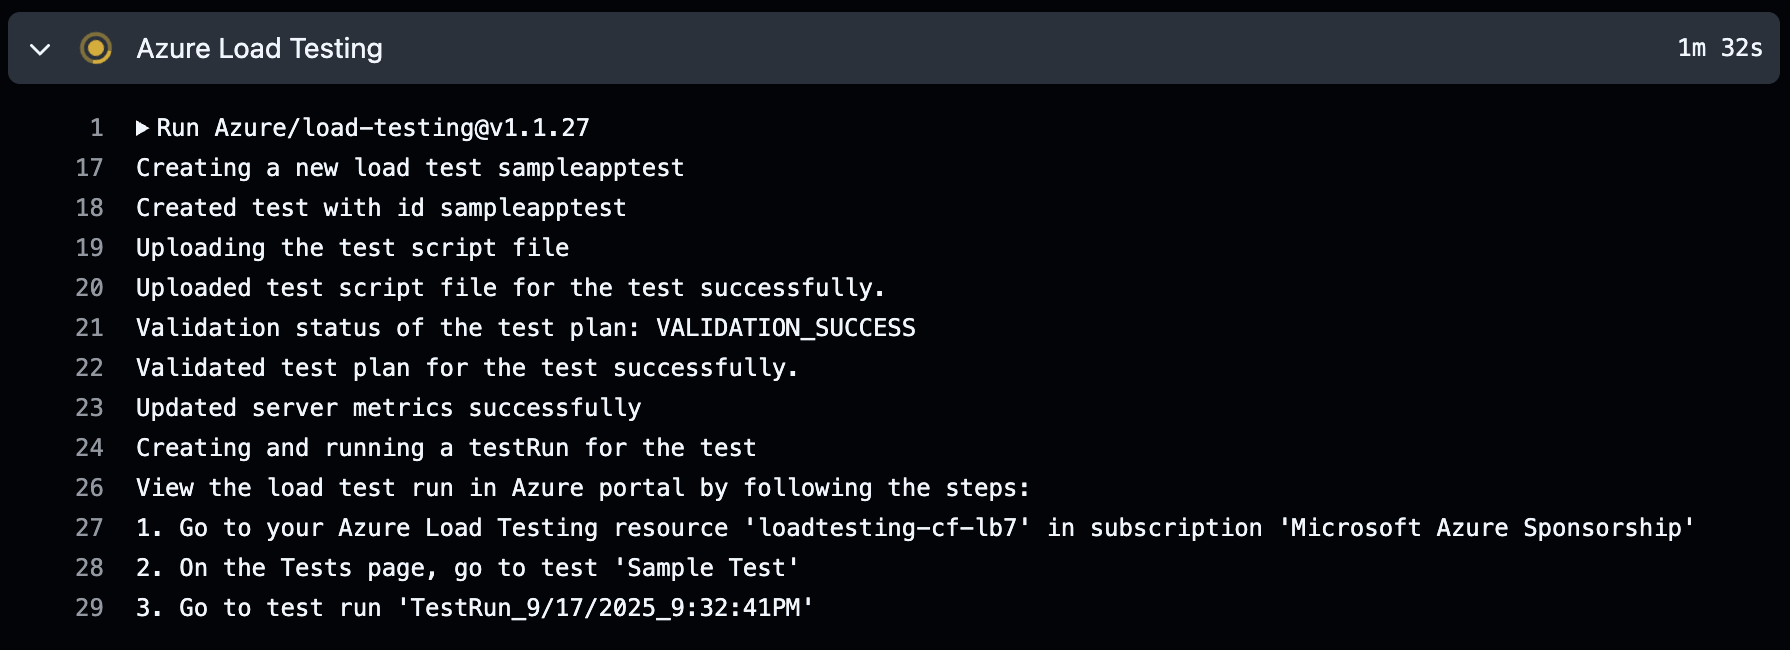 Azure Load Testing 1m 32s
1 Run Azure/load-testing@v1.1.27
17 Creating a new load test sampleapptest
18 Created test with id sampleapptest
19 Uploading the test script file
20 Uploaded test script file for the test successfully.
21 Validation status of the test plan: VALIDATION_SUCCESS
22 Validated test plan for the test successfully.
23 Updated server metrics successfully
24 Creating and running a testRun for the test
26 View the load test run in Azure portal by following the steps:
27 1. Go to your Azure Load Testing resource 'loadtesting-cf-lb7' in subscription 'Microsoft Azure Sponsorship'
28 2. On the Tests page, go to test 'Sample Test'
29 3. Go to test run 'TestRun_9/17/2025_9:32:41PM'